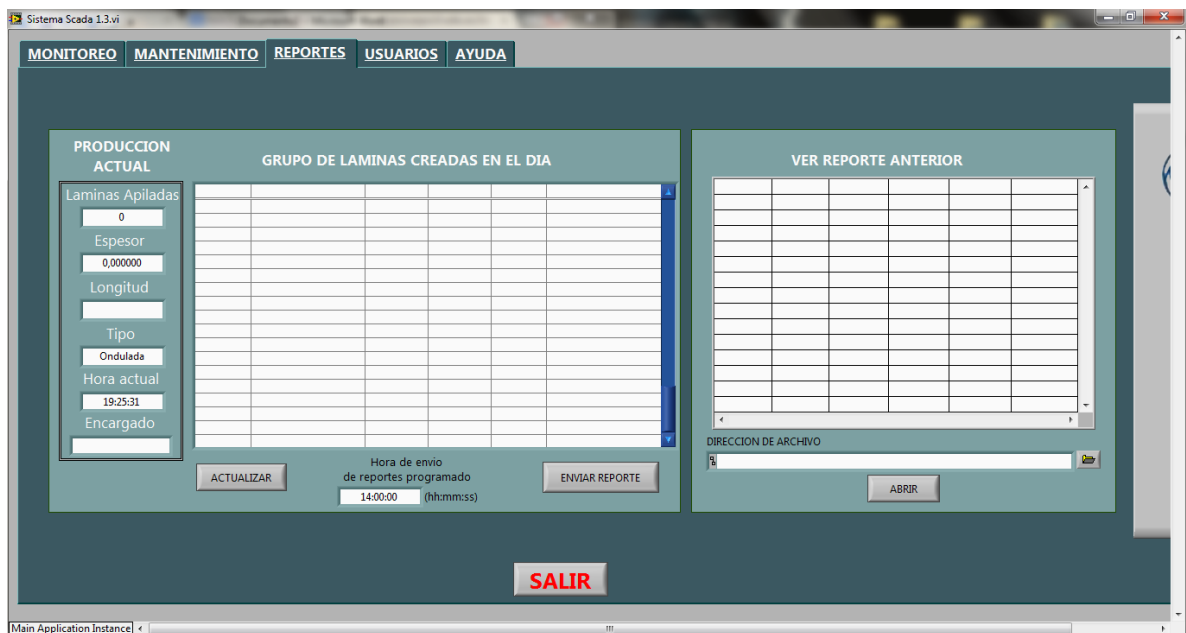 Sistema Scada 1.3.vi
MONITOREO MANTENIMIENTO REPORTES USUARIOS AYUDA
PRODUCCION
ACTUAL
Laminas Apiladas
0
Espesor
0,000000
Longitud
Tipo
Ondulada
Hora actual
19:25:31
Encargado
GRUPO DE LAMINAS CREADAS EN EL DIA
ACTUALIZAR
Hora de envio
de reportes programado
14:00:00 (hh:mm:ss)
ENVIAR REPORTE
VER REPORTE ANTERIOR
DIRECCION DE ARCHIVO
ABRIR
SALIR
Main Application Instance